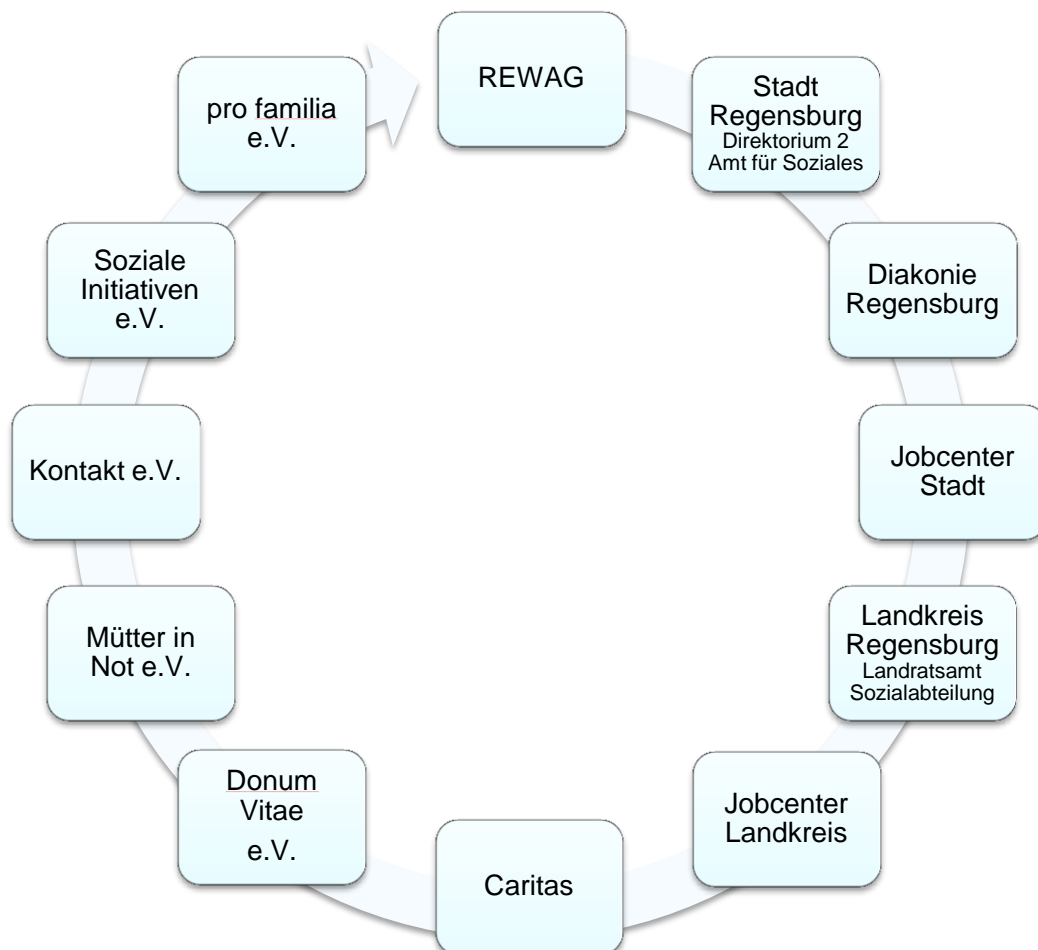 REWAG
Stadt
Regensburg
Direktorium 2
Amt für Soziales
Diakonie
Regensburg
Jobcenter
Stadt
Landkreis
Regensburg
Landratsamt
Sozialabteilung
Jobcenter
Landkreis
Caritas
Donum
Vitae
e.V.
Mütter in
Not e.V.
Kontakt e.V.
Soziale
Initiativen
e.V.
pro familia
e.V.